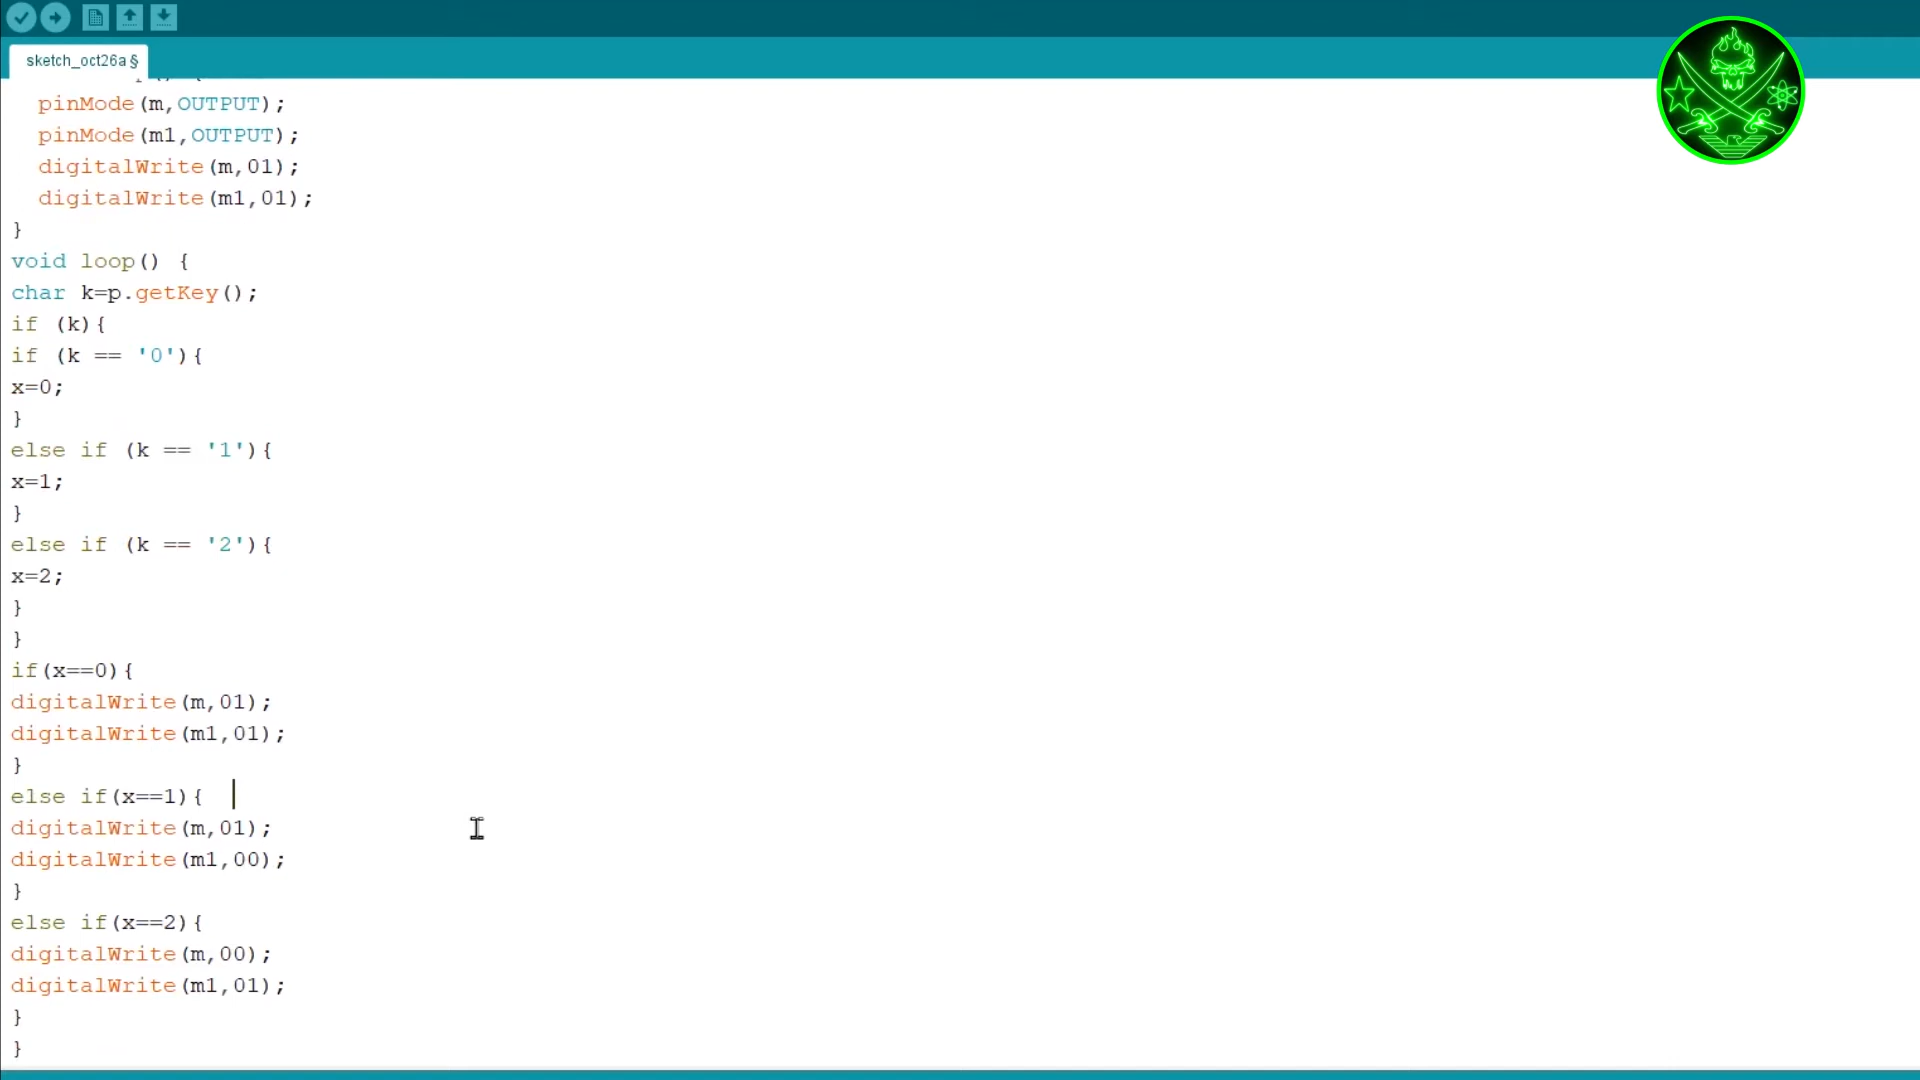 sketch_oct26a §
pinMode(m,OUTPUT);
pinMode(m1,OUTPUT);
digitalWrite(m,01);
digitalWrite(m1,01);
}
void loop() {
char k=p.getKey();
if (k){
if (k == '0'){
x=0;
}
else if (k == '1'){
x=1;
}
else if (k == '2'){
x=2;
}
}
if(x==0){
digitalWrite(m,01);
digitalWrite(m1,01);
}
else if(x==1){
digitalWrite(m,01);
digitalWrite(m1,00);
}
else if(x==2){
digitalWrite(m,00);
digitalWrite(m1,01);
}
}